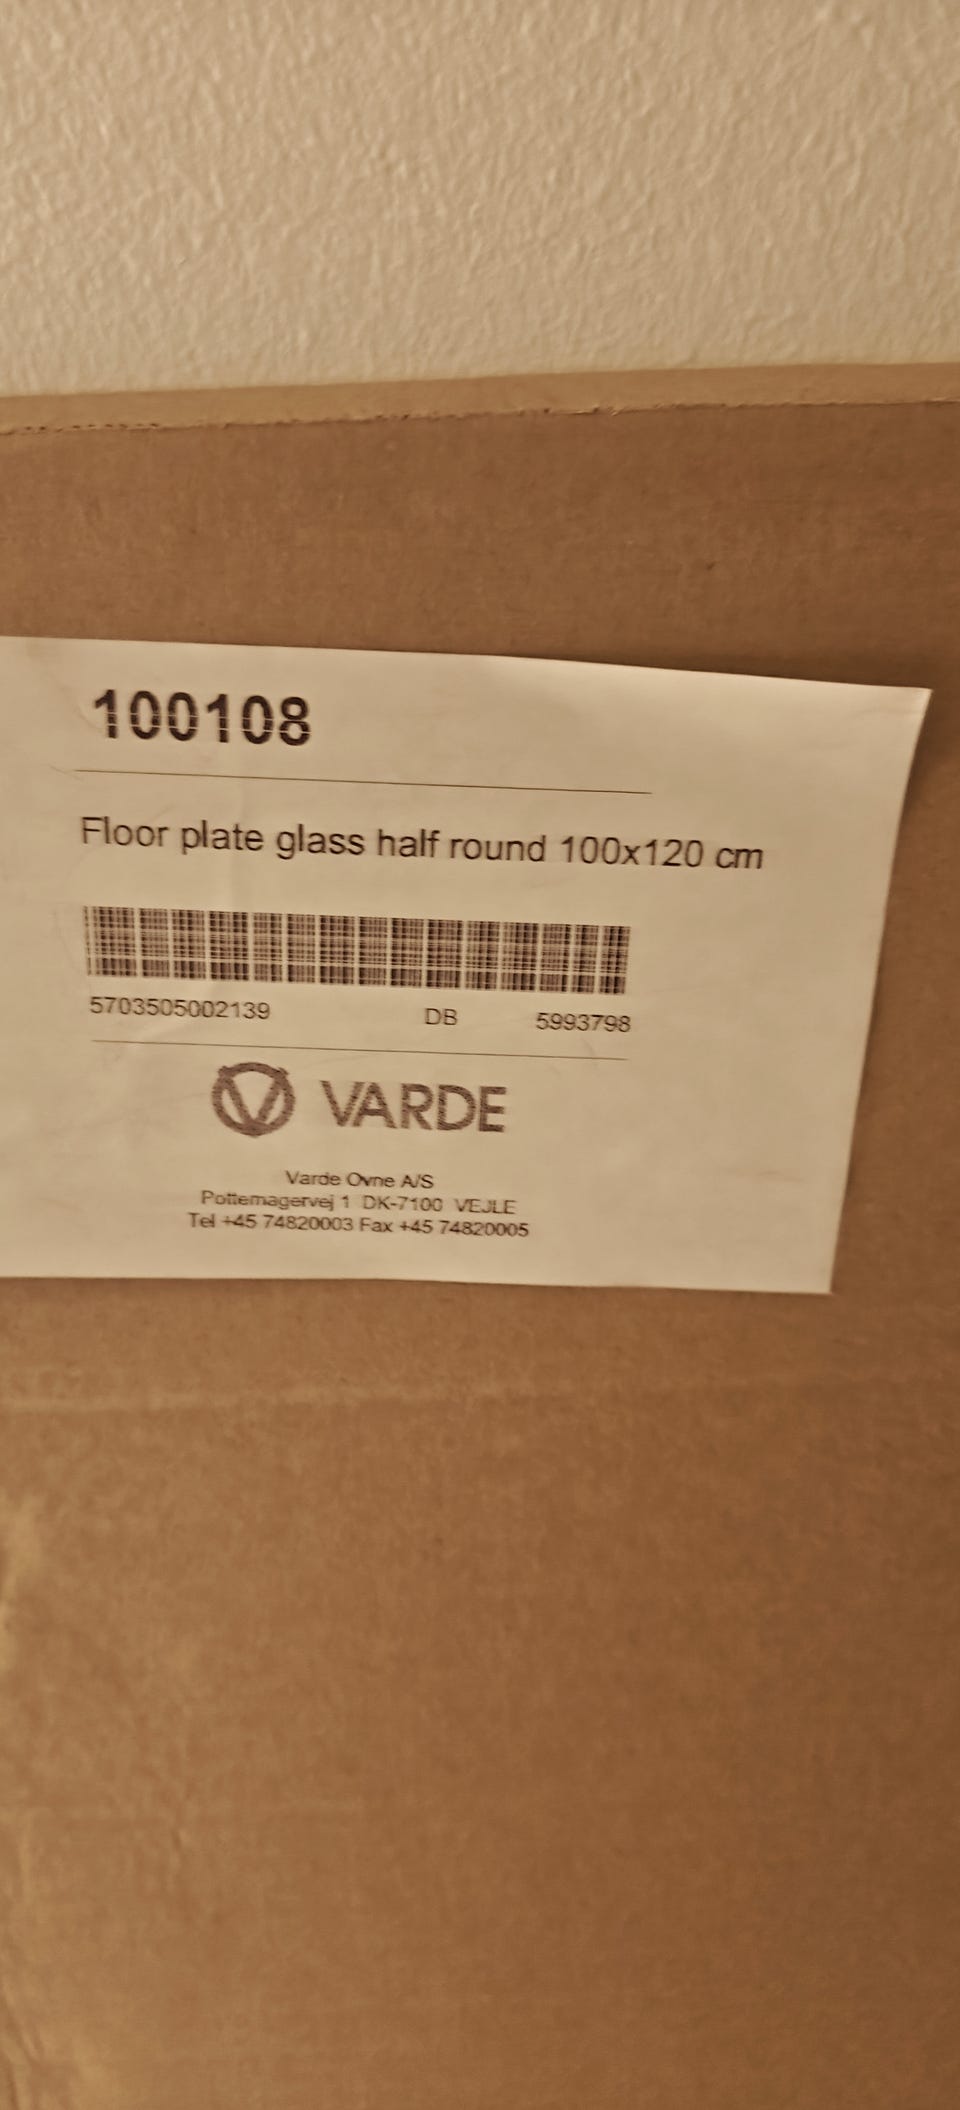 100108
Floor plate glass half round 100x120 cm
5703505002139 DB 5993798
VARDE
Varde Ovne A/S
Pottemagervej 1 DK-7100 VEJLE
Tel +45 74820003 Fax +45 74820005